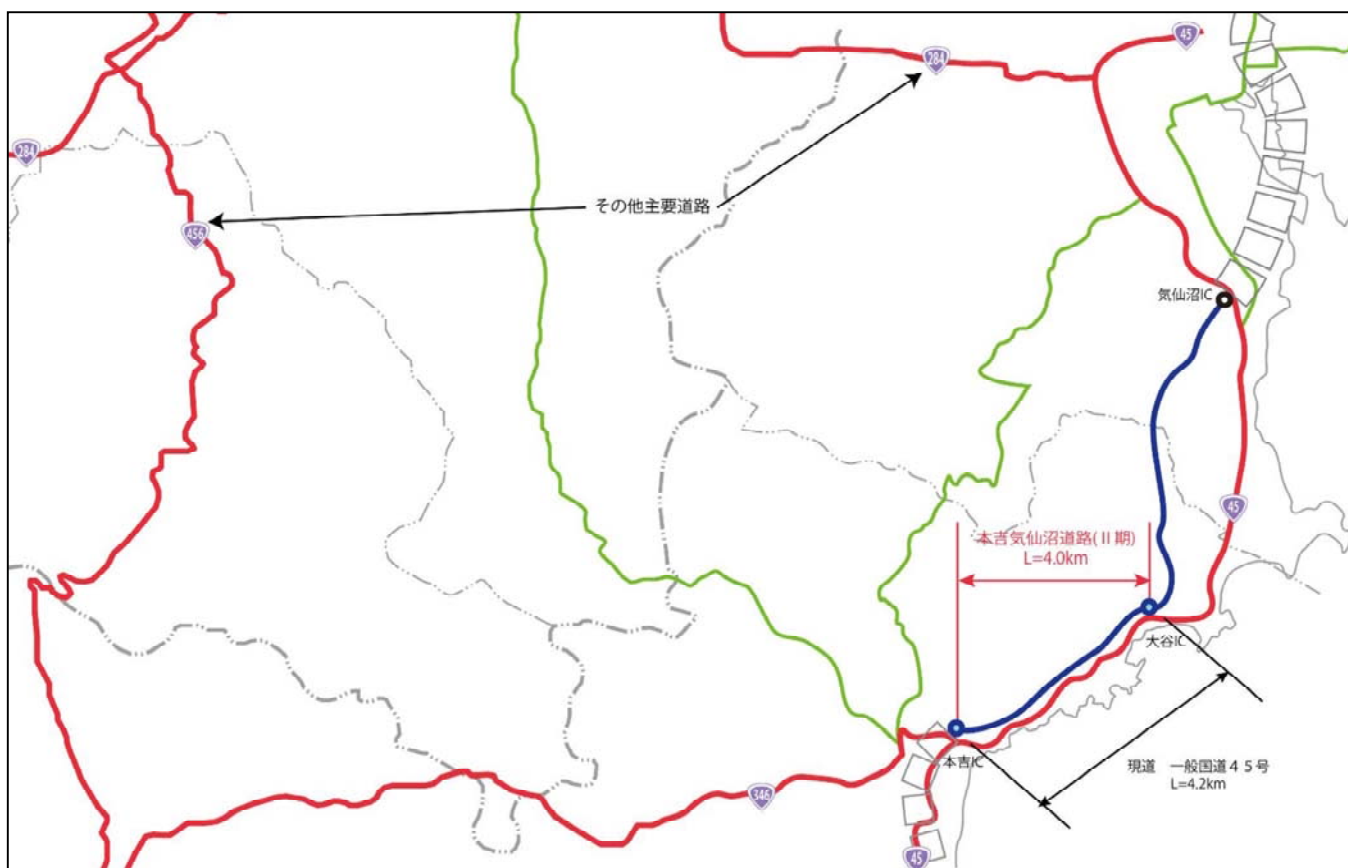 45
284
284
その他主要道路
456
気仙沼IC
45
本吉気仙沼道路(Ⅱ期)
L=4.0km
大谷IC
本吉IC
現道　一般国道４５号
L=4.2km
346
45